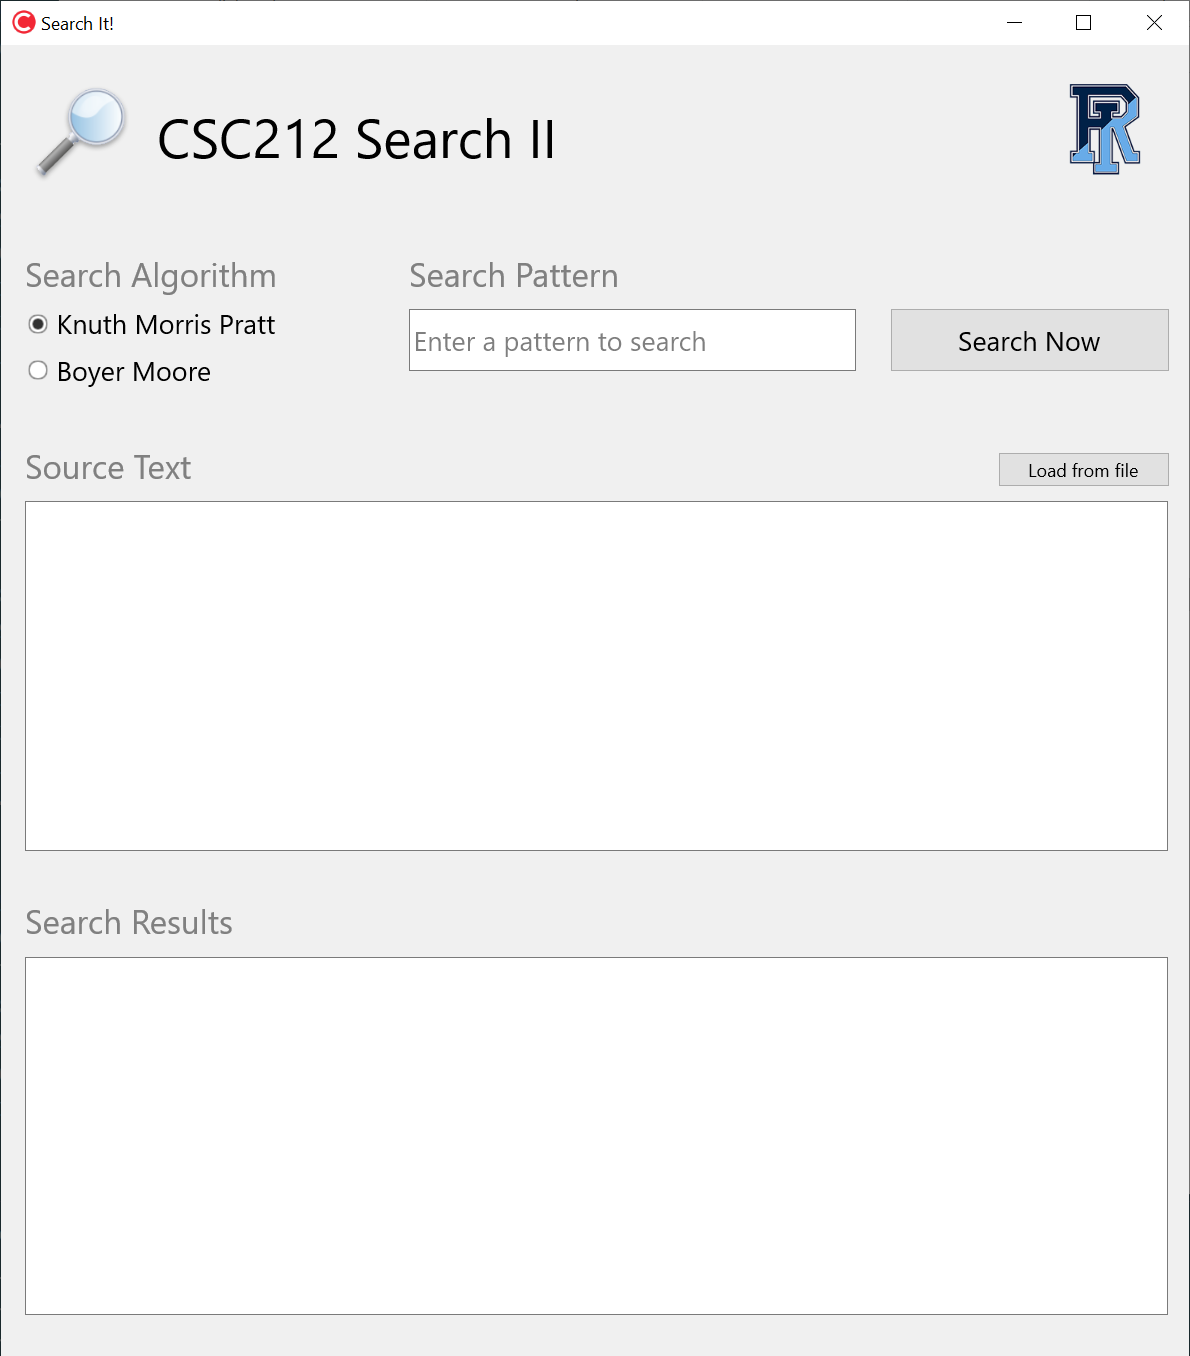 Search It!
CSC212 Search II
Search Algorithm
Search Pattern
Knuth Morris Pratt
Boyer Moore
Enter a pattern to search
Search Now
Source Text
Load from file
Search Results